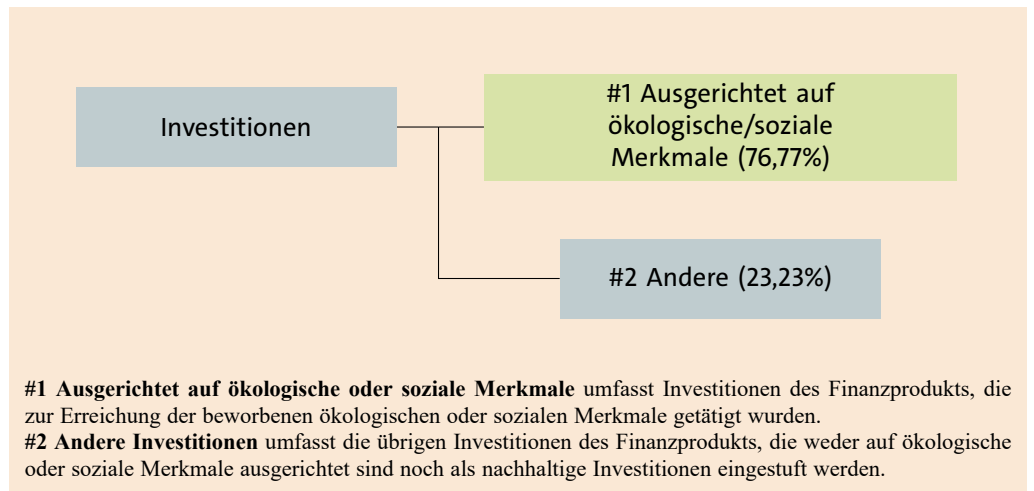 Investitionen
#1 Ausgerichtet auf
ökologische/soziale
Merkmale (76,77%)
#2 Andere (23,23%)
#1 Ausgerichtet auf ökologische oder soziale Merkmale umfasst Investitionen des Finanzprodukts, die
zur Erreichung der beworbenen ökologischen oder sozialen Merkmale getätigt wurden.
#2 Andere Investitionen umfasst die übrigen Investitionen des Finanzprodukts, die weder auf ökologische
oder soziale Merkmale ausgerichtet sind noch als nachhaltige Investitionen eingestuft werden.